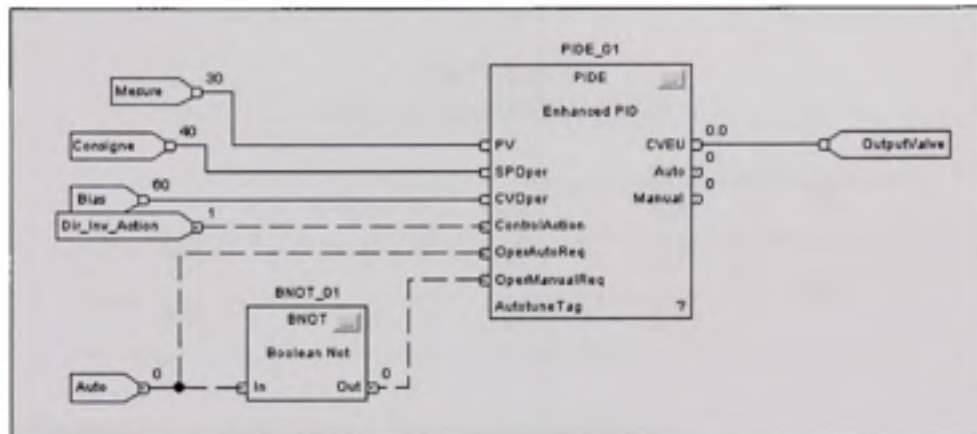 PIDE_01
PIDE
...
Enhanced PID
Mesure
30
PV
CVEU
0.0
OutputValve
Consigne
40
SPOper
Auto
0
Bias
60
CVOper
Manual
0
Dir_Inv_Action
1
ControlAction
OperAutoReq
OperManualReq
AutotuneTag
?
BNOT_01
BNOT
...
Boolean Not
Auto
0
In
Out
0